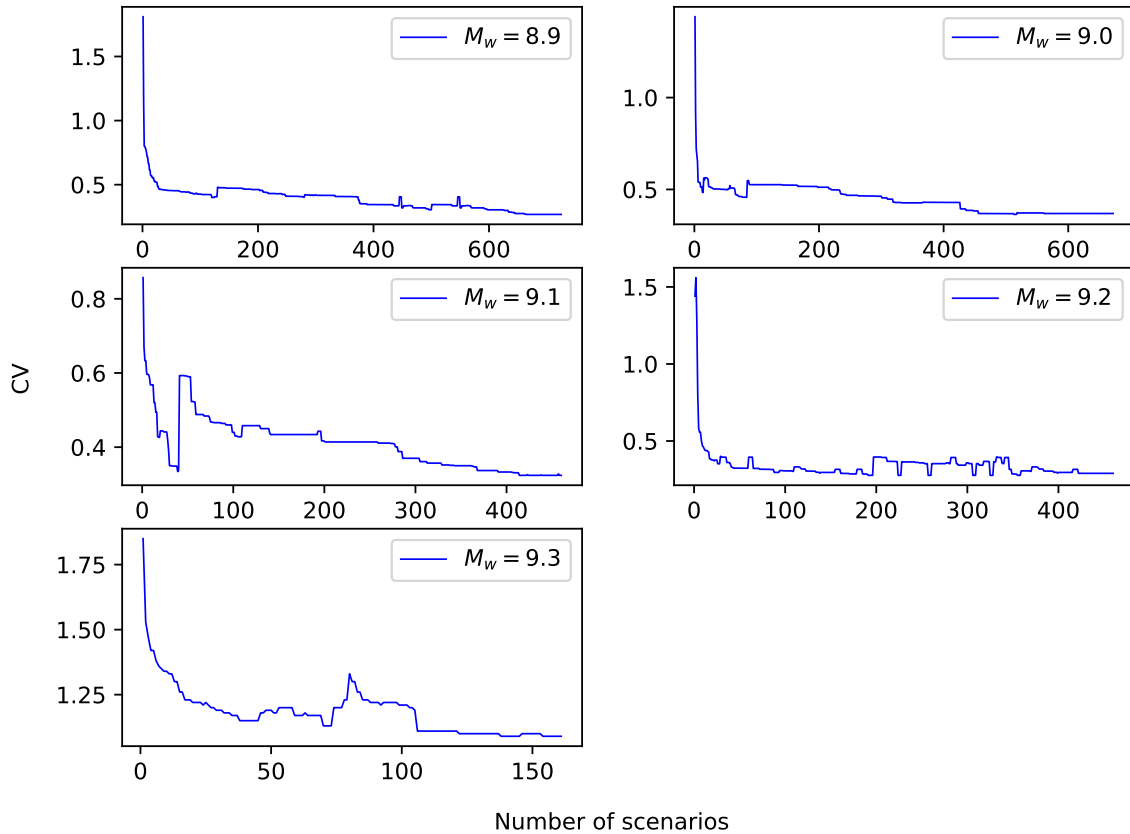 M_w = 8.9
1.5
1.0
0.5
0 200 400 600
M_w = 9.0
1.0
0.5
0 200 400 600
M_w = 9.1
0.8
0.6
0.4
0 100 200 300 400
M_w = 9.2
1.5
1.0
0.5
0 100 200 300 400
M_w = 9.3
1.75
1.50
1.25
0 50 100 150
CV
Number of scenarios